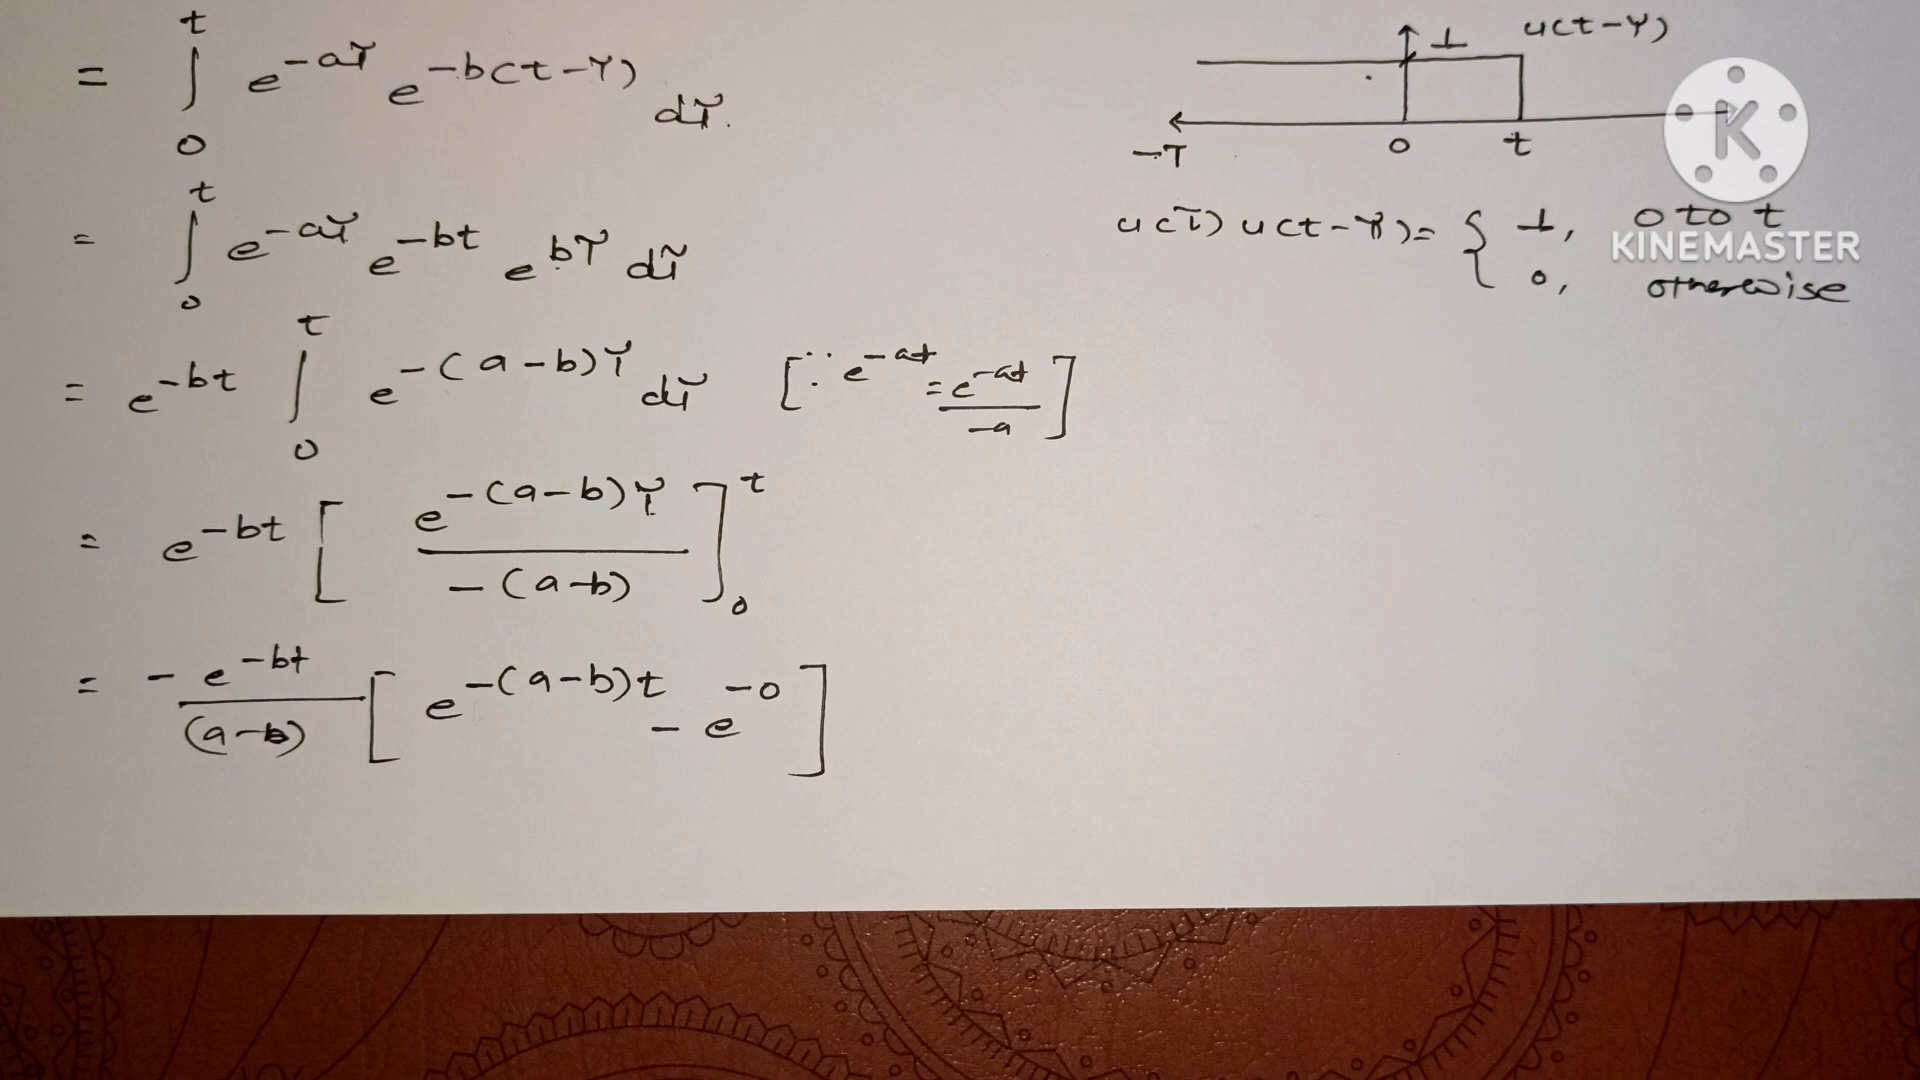 = ∫₀ᵗ e^{-aτ} e^{-b(t-τ)} dτ.
= ∫₀ᵗ e^{-aτ} e^{-bt} e^{bτ} dτ
= e^{-bt} ∫₀ᵗ e^{-(a-b)τ} dτ [∵ e^{-at} = e^{-at}/-a]
= e^{-bt} [ e^{-(a-b)τ} / -(a-b) ]₀ᵗ
= - e^{-bt}/(a-b) [ e^{-(a-b)t} - e^{-0} ]
1 u(t-τ)
-τ 0 t
u(τ) u(t-τ) = { 1, 0 to t
0, otherwise
K
KINEMASTER